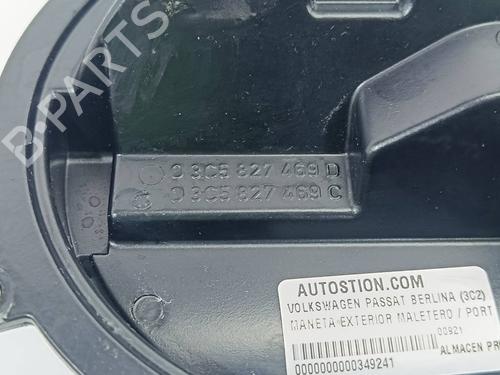 B-PARTS
3C5 827 469 D
3C5 827 469 C
AUTOSTION.COM
VOLKSWAGEN PASSAT BERLINA (3C2)
MANETA EXTERIOR MALETERO / PORT
00921
ALMACEN PR
0000000000349241